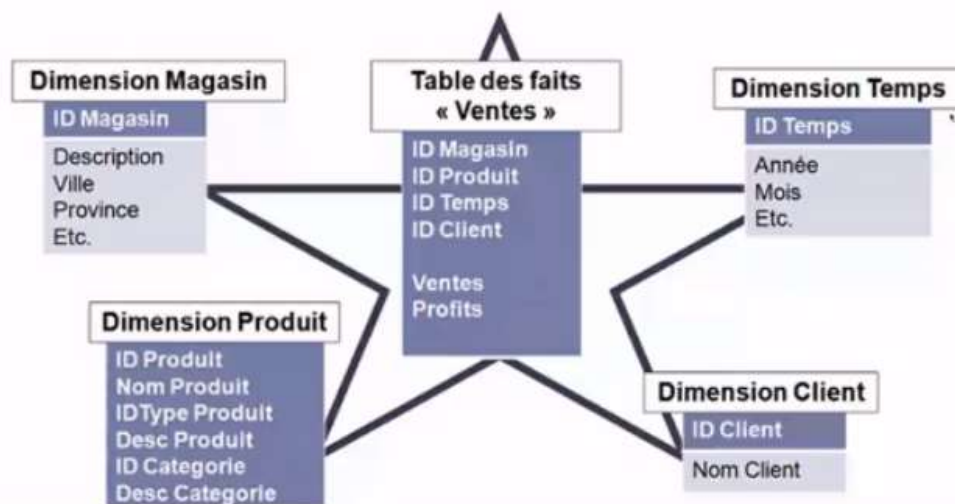 Dimension Magasin
ID Magasin
Description
Ville
Province
Etc.
Table des faits
« Ventes »
ID Magasin
ID Produit
ID Temps
ID Client
Ventes
Profits
Dimension Temps
ID Temps
Année
Mois
Etc.
Dimension Produit
ID Produit
Nom Produit
IDType Produit
Desc Produit
ID Categorie
Desc Categorie
Dimension Client
ID Client
Nom Client